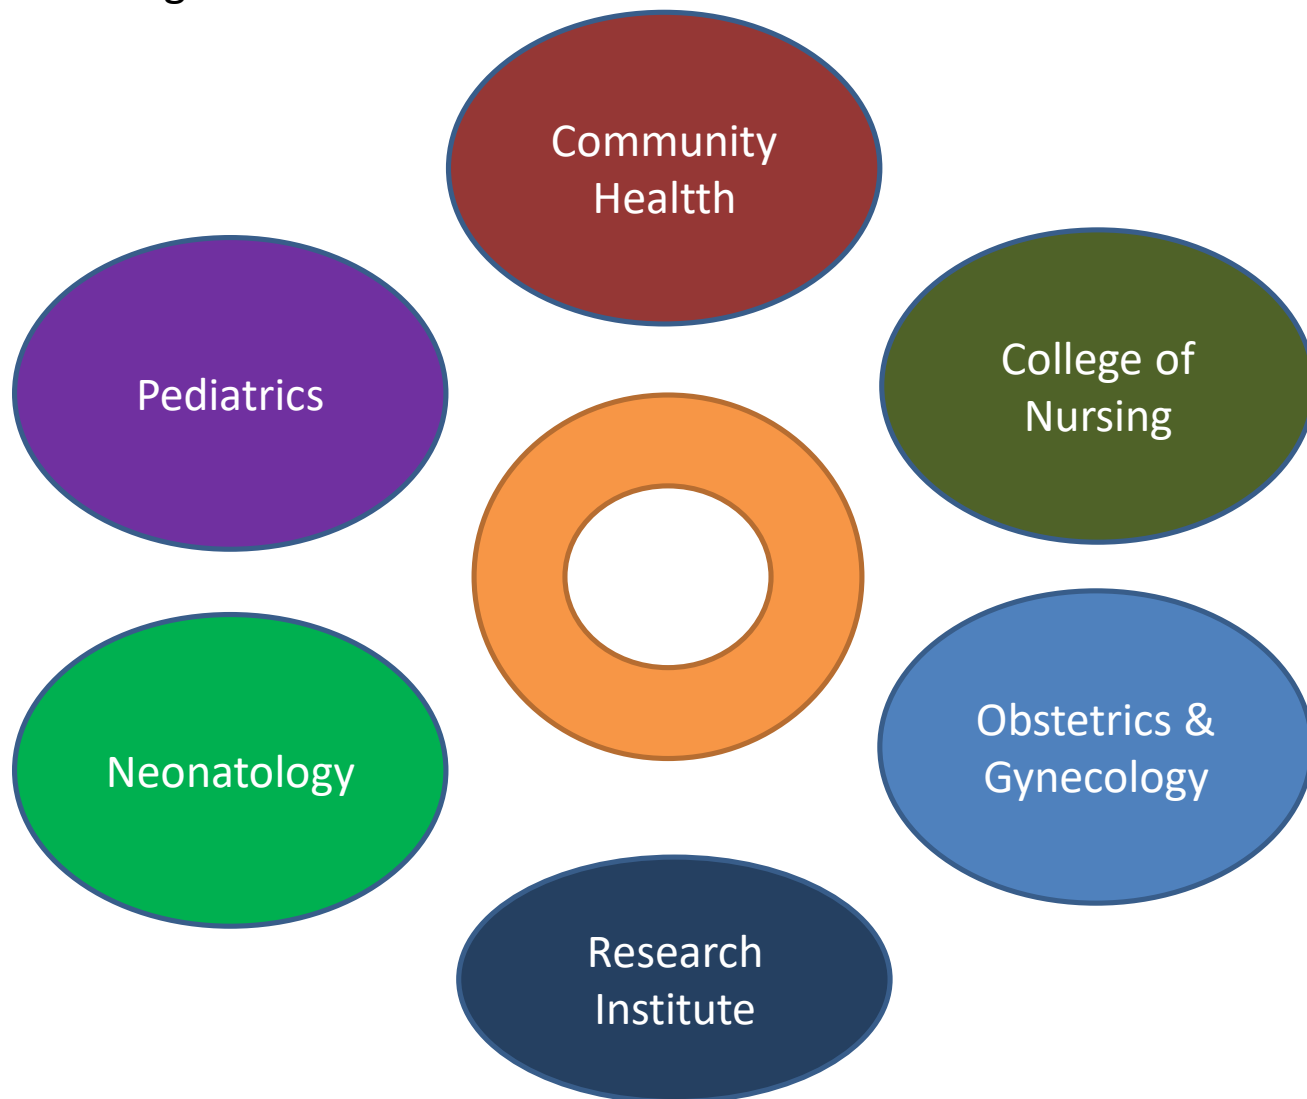 Community
Healtth
College of
Nursing
Pediatrics
Obstetrics &
Gynecology
Neonatology
Research
Institute